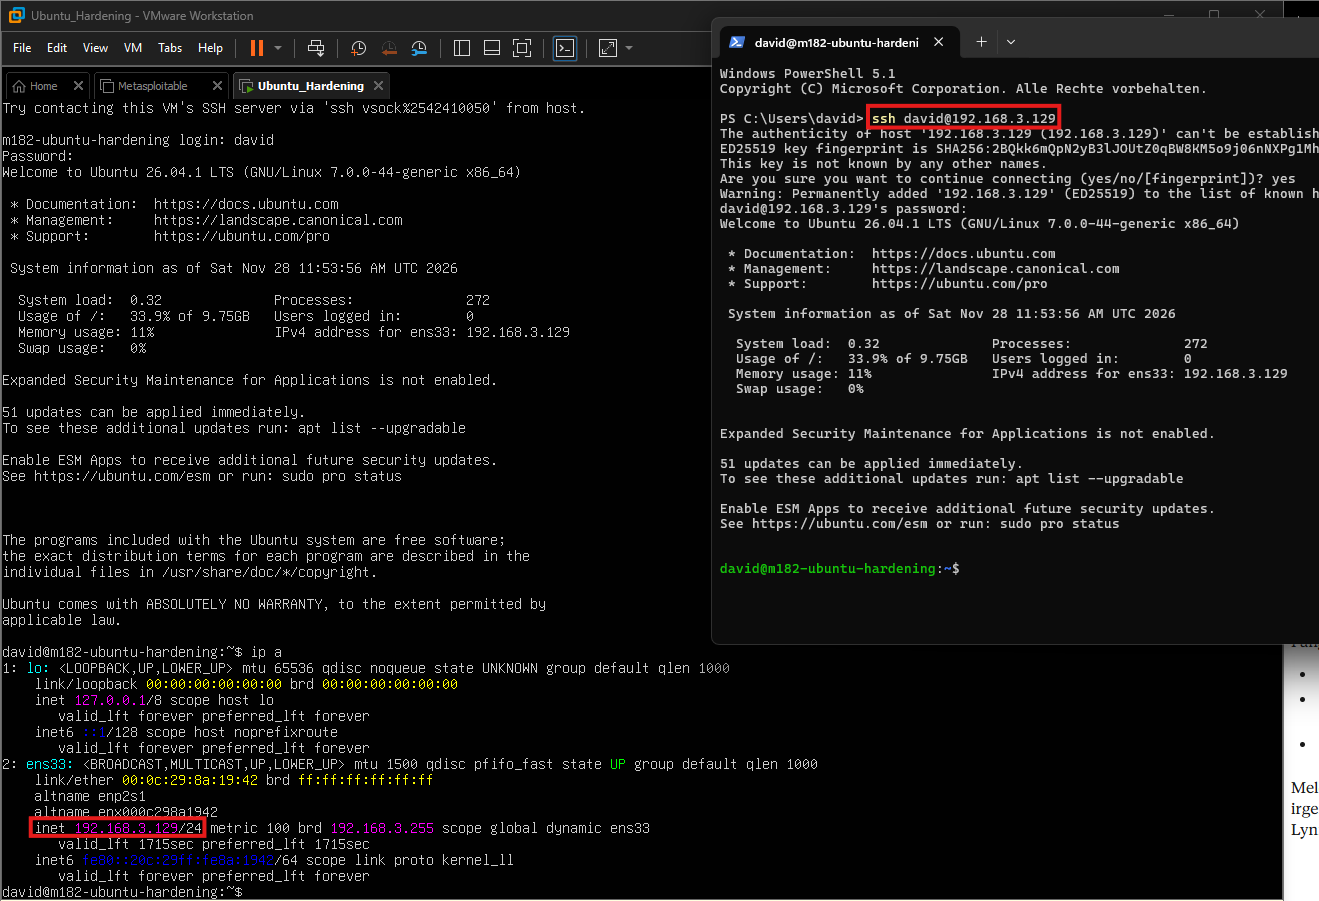 Ubuntu_Hardening - VMware Workstation
File Edit View VM Tabs Help
Home
Metasploitable
Ubuntu_Hardening
Try contacting this VM's SSH server via 'ssh vsock%2542410050' from host.
m182-ubuntu-hardening login: david
Password:
Welcome to Ubuntu 26.04.1 LTS (GNU/Linux 7.0.0-44-generic x86_64)
* Documentation: https://docs.ubuntu.com
* Management: https://landscape.canonical.com
* Support: https://ubuntu.com/pro
System information as of Sat Nov 28 11:53:56 AM UTC 2026
System load: 0.32 Processes: 272
Usage of /: 33.9% of 9.75GB Users logged in: 0
Memory usage: 11% IPv4 address for ens33: 192.168.3.129
Swap usage: 0%
Expanded Security Maintenance for Applications is not enabled.
51 updates can be applied immediately.
To see these additional updates run: apt list --upgradable
Enable ESM Apps to receive additional future security updates.
See https://ubuntu.com/esm or run: sudo pro status
The programs included with the Ubuntu system are free software;
the exact distribution terms for each program are described in the
individual files in /usr/share/doc/*/copyright.
Ubuntu comes with ABSOLUTELY NO WARRANTY, to the extent permitted by
applicable law.
david@m182-ubuntu-hardening:~$ ip a
1: lo: <LOOPBACK,UP,LOWER_UP> mtu 65536 qdisc noqueue state UNKNOWN group default qlen 1000
link/loopback 00:00:00:00:00:00 brd 00:00:00:00:00:00
inet 127.0.0.1/8 scope host lo
valid_lft forever preferred_lft forever
inet6 ::1/128 scope host noprefixroute
valid_lft forever preferred_lft forever
2: ens33: <BROADCAST,MULTICAST,UP,LOWER_UP> mtu 1500 qdisc pfifo_fast state UP group default qlen 1000
link/ether 00:0c:29:8a:19:42 brd ff:ff:ff:ff:ff:ff
altname enp2s1
altname enx000c298a1942
inet 192.168.3.129/24 metric 100 brd 192.168.3.255 scope global dynamic ens33
valid_lft 1715sec preferred_lft 1715sec
inet6 fe80::20c:29ff:fe8a:1942/64 scope link proto kernel_ll
valid_lft forever preferred_lft forever
david@m182-ubuntu-hardening:~$
david@m182-ubuntu-hardeni
Windows PowerShell 5.1
Copyright (C) Microsoft Corporation. Alle Rechte vorbehalten.
PS C:\Users\david> ssh david@192.168.3.129
The authenticity of host '192.168.3.129 (192.168.3.129)' can't be establish
ED25519 key fingerprint is SHA256:2BQkk6mQpN2yB3lJOUtZ0qBW8KM5o9j06nNXPg1Mh
This key is not known by any other names.
Are you sure you want to continue connecting (yes/no/[fingerprint])? yes
Warning: Permanently added '192.168.3.129' (ED25519) to the list of known h
david@192.168.3.129's password:
Welcome to Ubuntu 26.04.1 LTS (GNU/Linux 7.0.0-44-generic x86_64)
* Documentation: https://docs.ubuntu.com
* Management: https://landscape.canonical.com
* Support: https://ubuntu.com/pro
System information as of Sat Nov 28 11:53:56 AM UTC 2026
System load: 0.32 Processes: 272
Usage of /: 33.9% of 9.75GB Users logged in: 0
Memory usage: 11% IPv4 address for ens33: 192.168.3.129
Swap usage: 0%
Expanded Security Maintenance for Applications is not enabled.
51 updates can be applied immediately.
To see these additional updates run: apt list --upgradable
Enable ESM Apps to receive additional future security updates.
See https://ubuntu.com/esm or run: sudo pro status
david@m182-ubuntu-hardening:~$
Mel
irge
Lyn